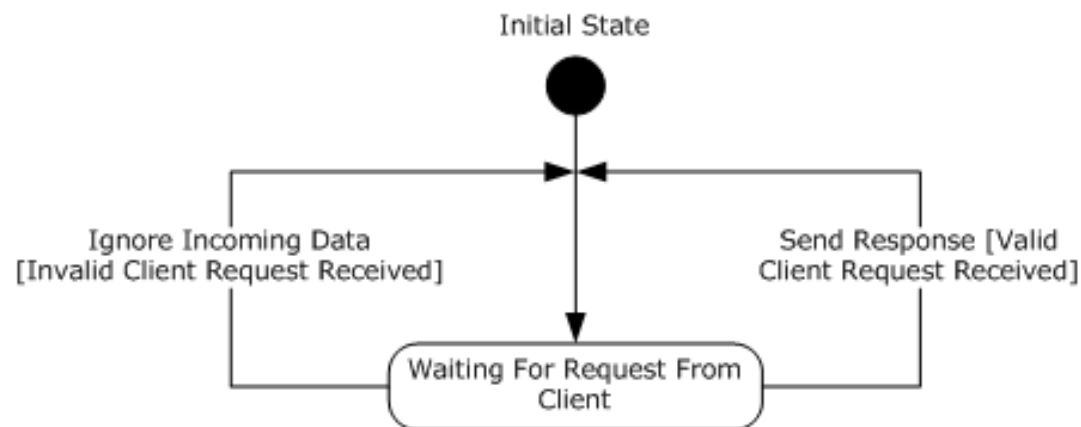 Initial State
Ignore Incoming Data
[Invalid Client Request Received]
Send Response [Valid
Client Request Received]
Waiting For Request From
Client